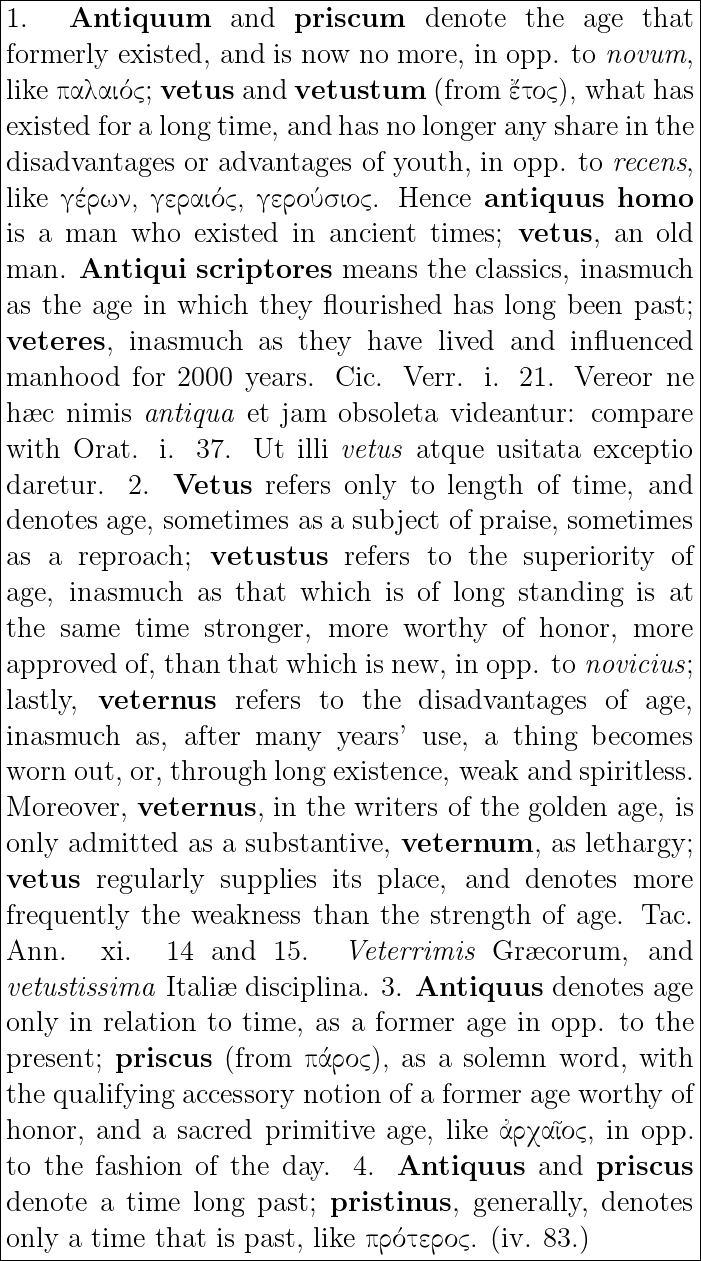 1. Antiquum and priscum denote the age that
formerly existed, and is now no more, in opp. to novum,
like παλαιός; vetus and vetustum (from ἔτος), what has
existed for a long time, and has no longer any share in the
disadvantages or advantages of youth, in opp. to recens,
like γέρων, γεραιός, γερούσιος. Hence antiquus homo
is a man who existed in ancient times; vetus, an old
man. Antiqui scriptores means the classics, inasmuch
as the age in which they flourished has long been past;
veteres, inasmuch as they have lived and influenced
manhood for 2000 years. Cic. Verr. i. 21. Vereor ne
hæc nimis antiqua et jam obsoleta videantur: compare
with Orat. i. 37. Ut illi vetus atque usitata exceptio
daretur. 2. Vetus refers only to length of time, and
denotes age, sometimes as a subject of praise, sometimes
as a reproach; vetustus refers to the superiority of
age, inasmuch as that which is of long standing is at
the same time stronger, more worthy of honor, more
approved of, than that which is new, in opp. to novicius;
lastly, veternus refers to the disadvantages of age,
inasmuch as, after many years' use, a thing becomes
worn out, or, through long existence, weak and spiritless.
Moreover, veternus, in the writers of the golden age, is
only admitted as a substantive, veternum, as lethargy;
vetus regularly supplies its place, and denotes more
frequently the weakness than the strength of age. Tac.
Ann. xi. 14 and 15. Veterrimis Græcorum, and
vetustissima Italiæ disciplina. 3. Antiquus denotes age
only in relation to time, as a former age in opp. to the
present; priscus (from πάρος), as a solemn word, with
the qualifying accessory notion of a former age worthy of
honor, and a sacred primitive age, like ἀρχαῖος, in opp.
to the fashion of the day. 4. Antiquus and priscus
denote a time long past; pristinus, generally, denotes
only a time that is past, like πρότερος. (iv. 83.)